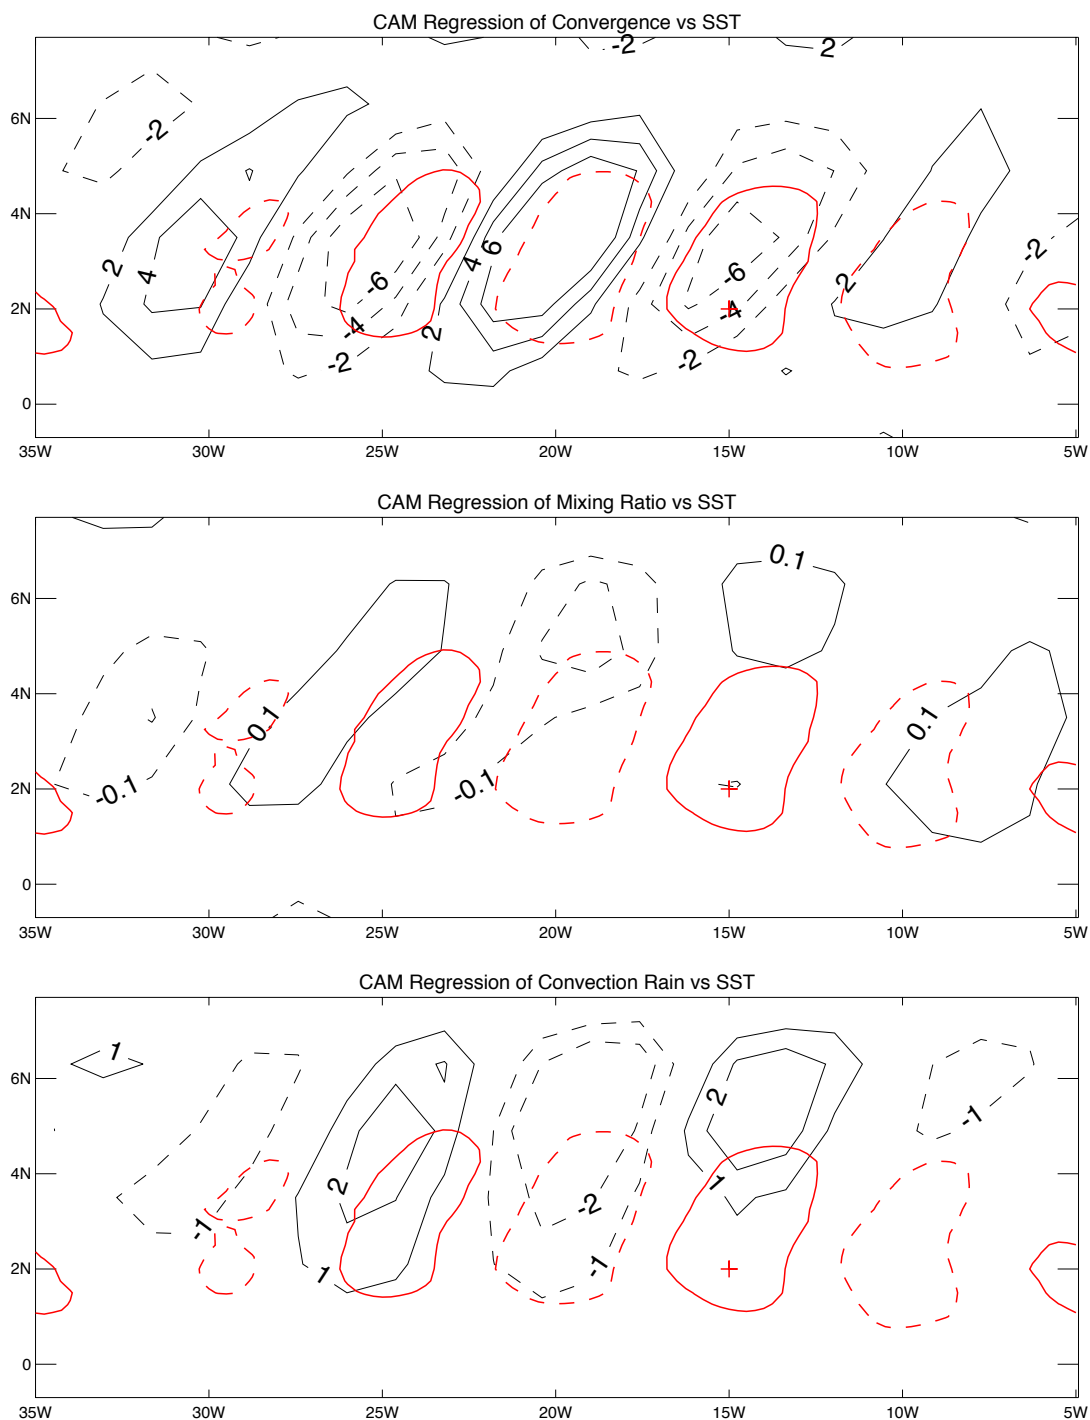 CAM Regression of Convergence vs SST
-2
2
6N
-2
4N
2
4
-6
-4
-2
2
4
6
-6
-4
-2
2
-2
2N
0
35W 30W 25W 20W 15W 10W 5W
CAM Regression of Mixing Ratio vs SST
0.1
6N
4N
0.1
0.1
-0.1
-0.1
2N
0
35W 30W 25W 20W 15W 10W 5W
CAM Regression of Convection Rain vs SST
1
6N
2
-1
4N
2
1
-2
-1
2N
1
-1
0
35W 30W 25W 20W 15W 10W 5W